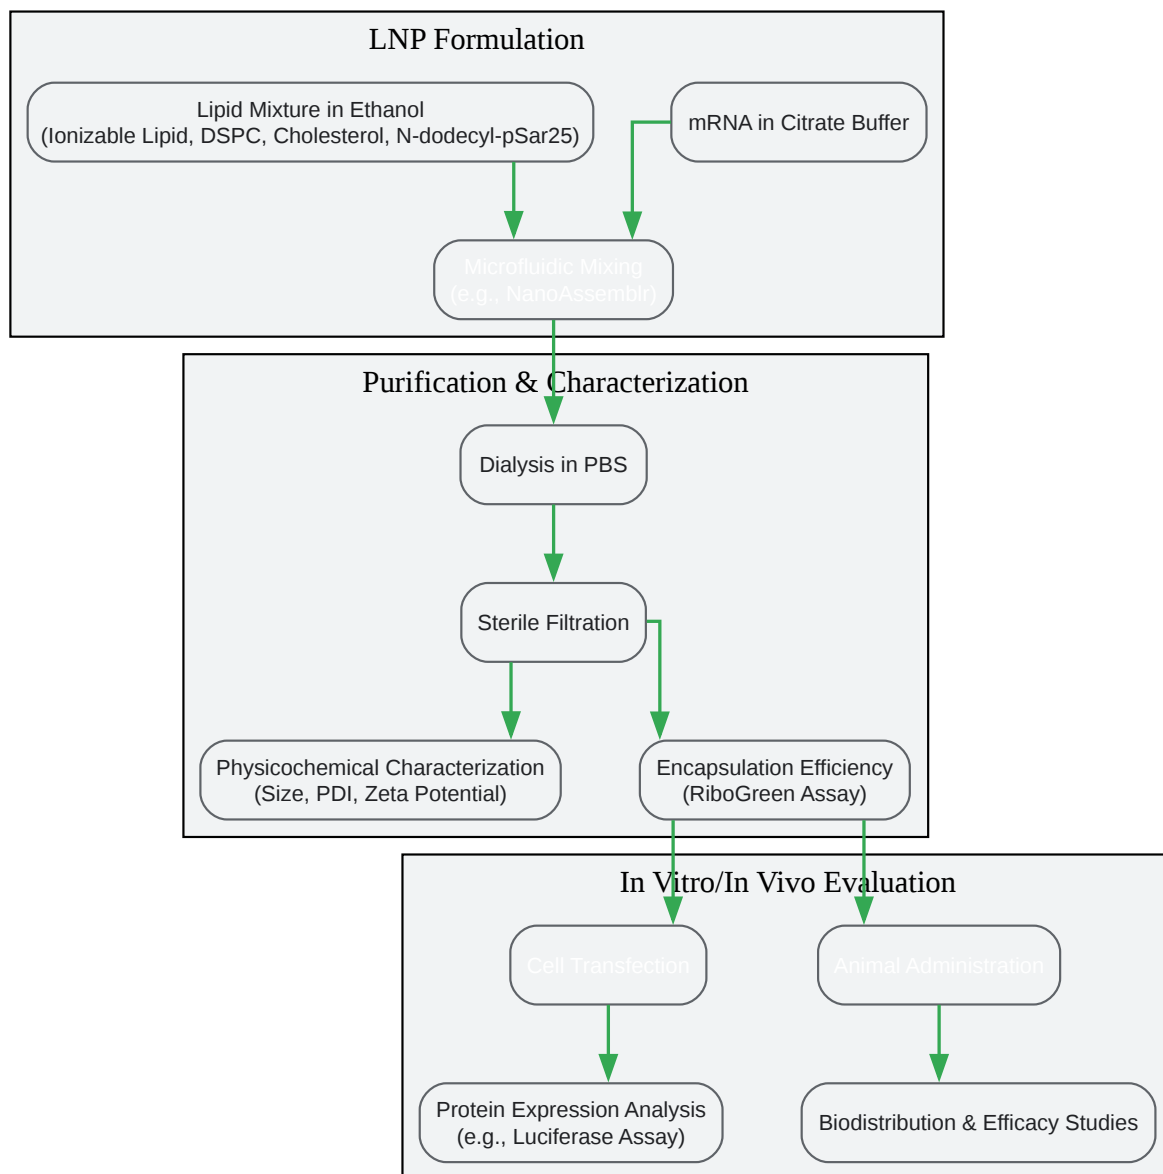 LNP Formulation
Lipid Mixture in Ethanol
(Ionizable Lipid, DSPC, Cholesterol, N-dodecyl-pSar25)
mRNA in Citrate Buffer
Microfluidic Mixing
(e.g., NanoAssemblr)
Purification & Characterization
Dialysis in PBS
Sterile Filtration
Physicochemical Characterization
(Size, PDI, Zeta Potential)
Encapsulation Efficiency
(RiboGreen Assay)
In Vitro/In Vivo Evaluation
Cell Transfection
Animal Administration
Protein Expression Analysis
(e.g., Luciferase Assay)
Biodistribution & Efficacy Studies